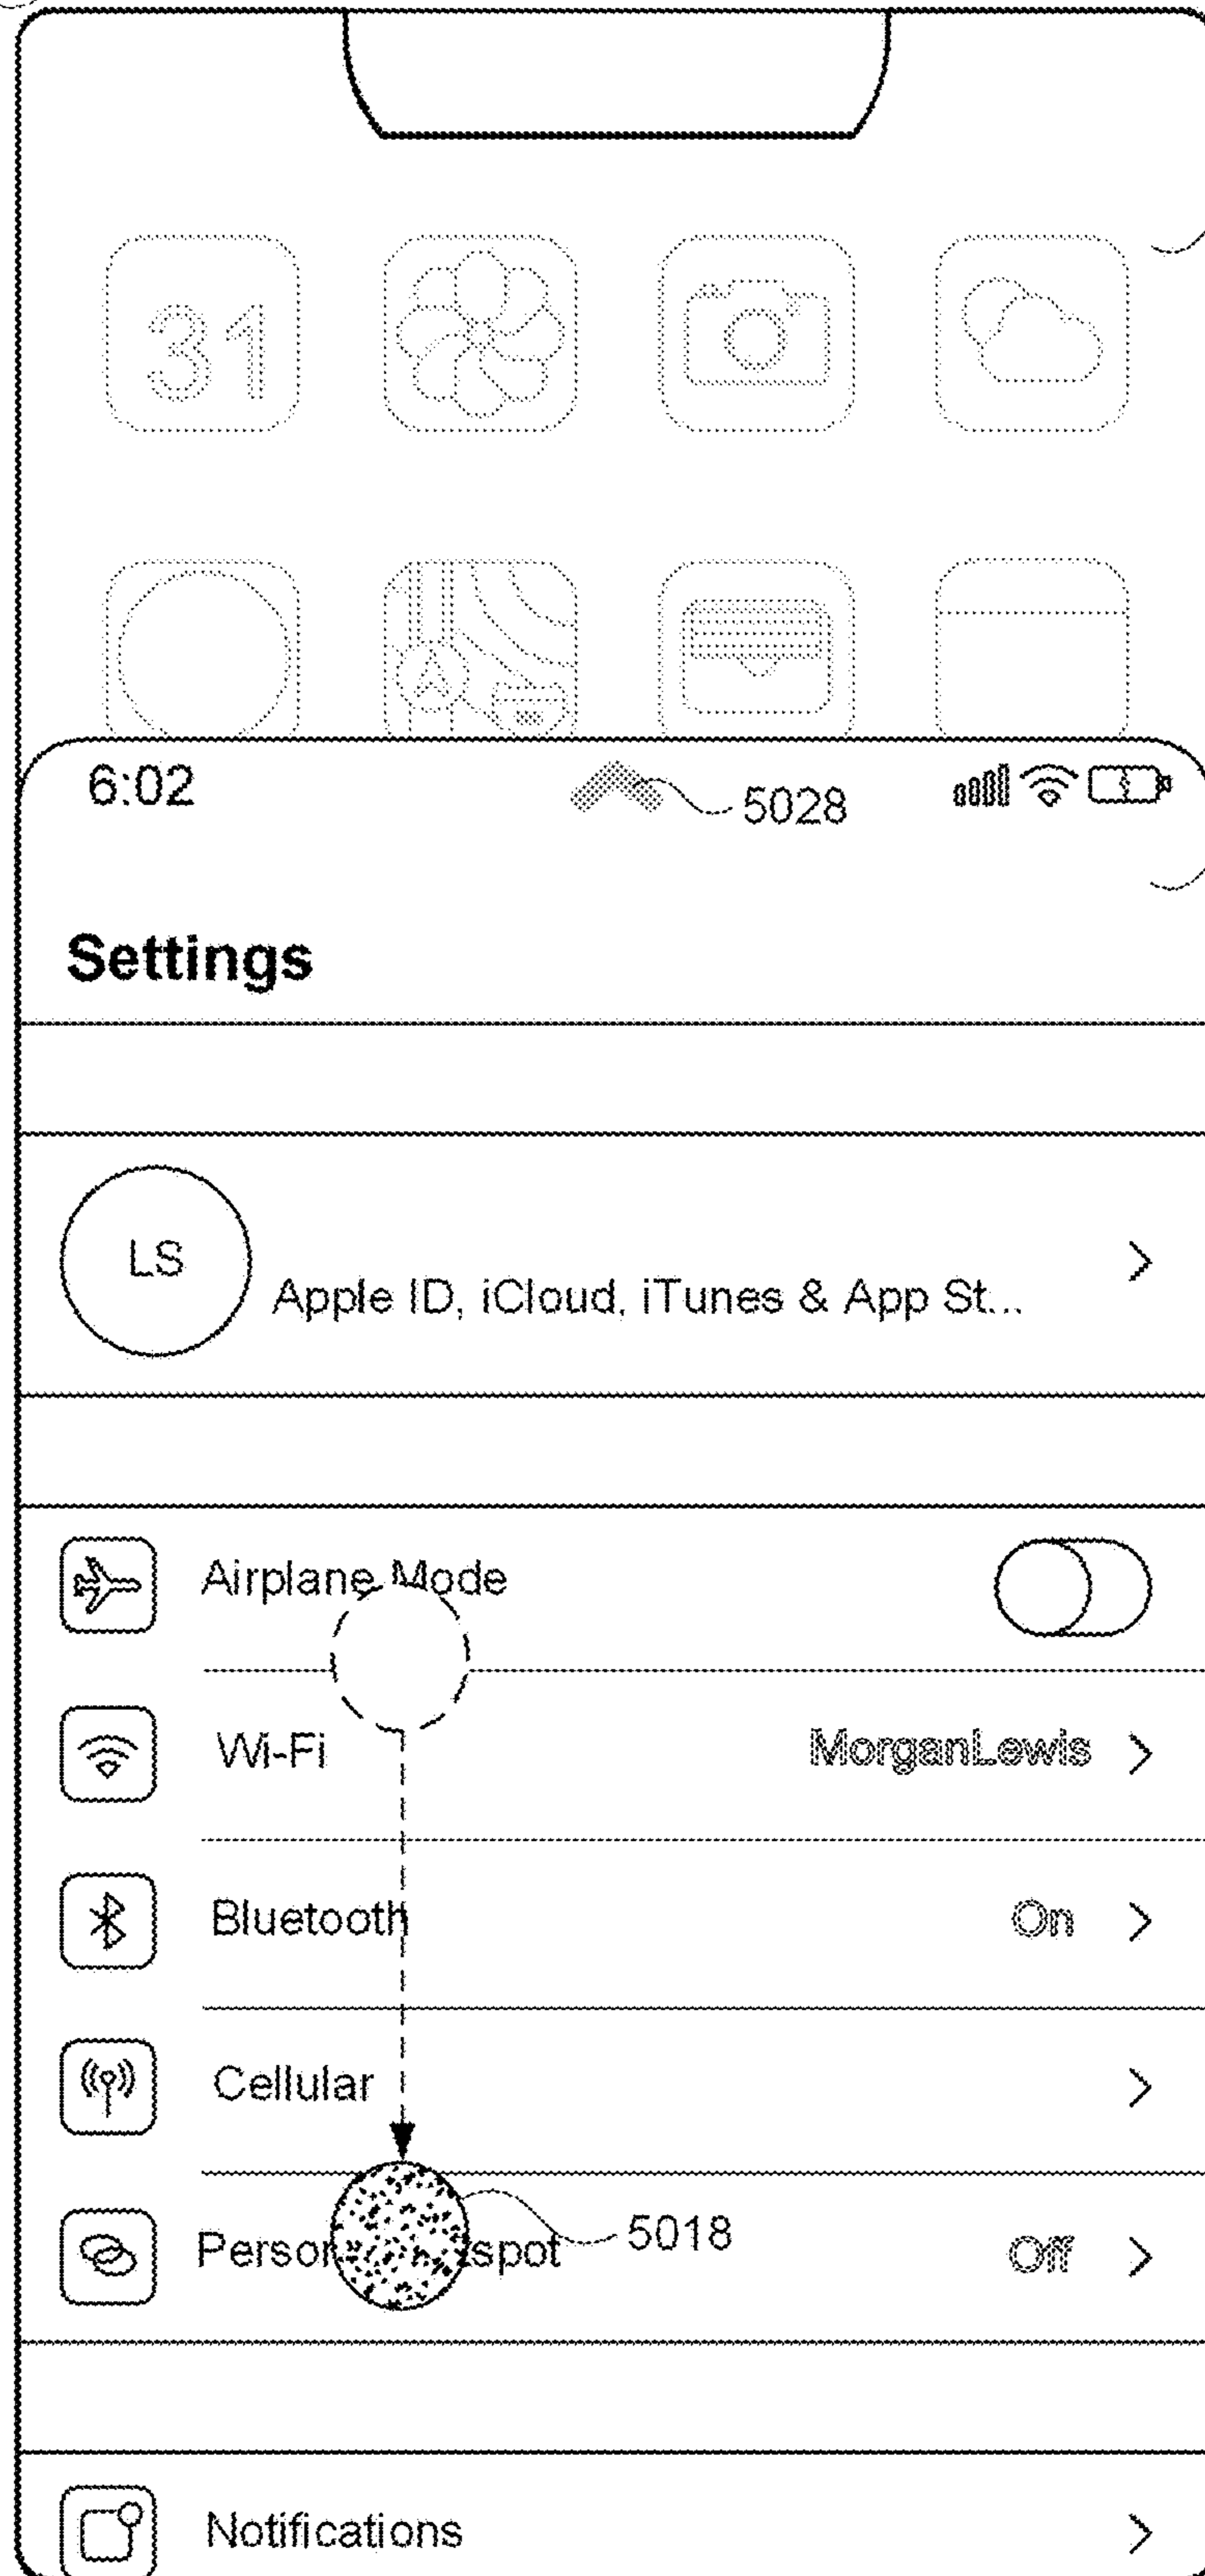 31
6:02
5028
Settings
LS
Apple ID, iCloud, iTunes & App St...
Airplane Mode
Wi-Fi MorganLewis
Bluetooth On
Cellular
5018
Off
Notifications